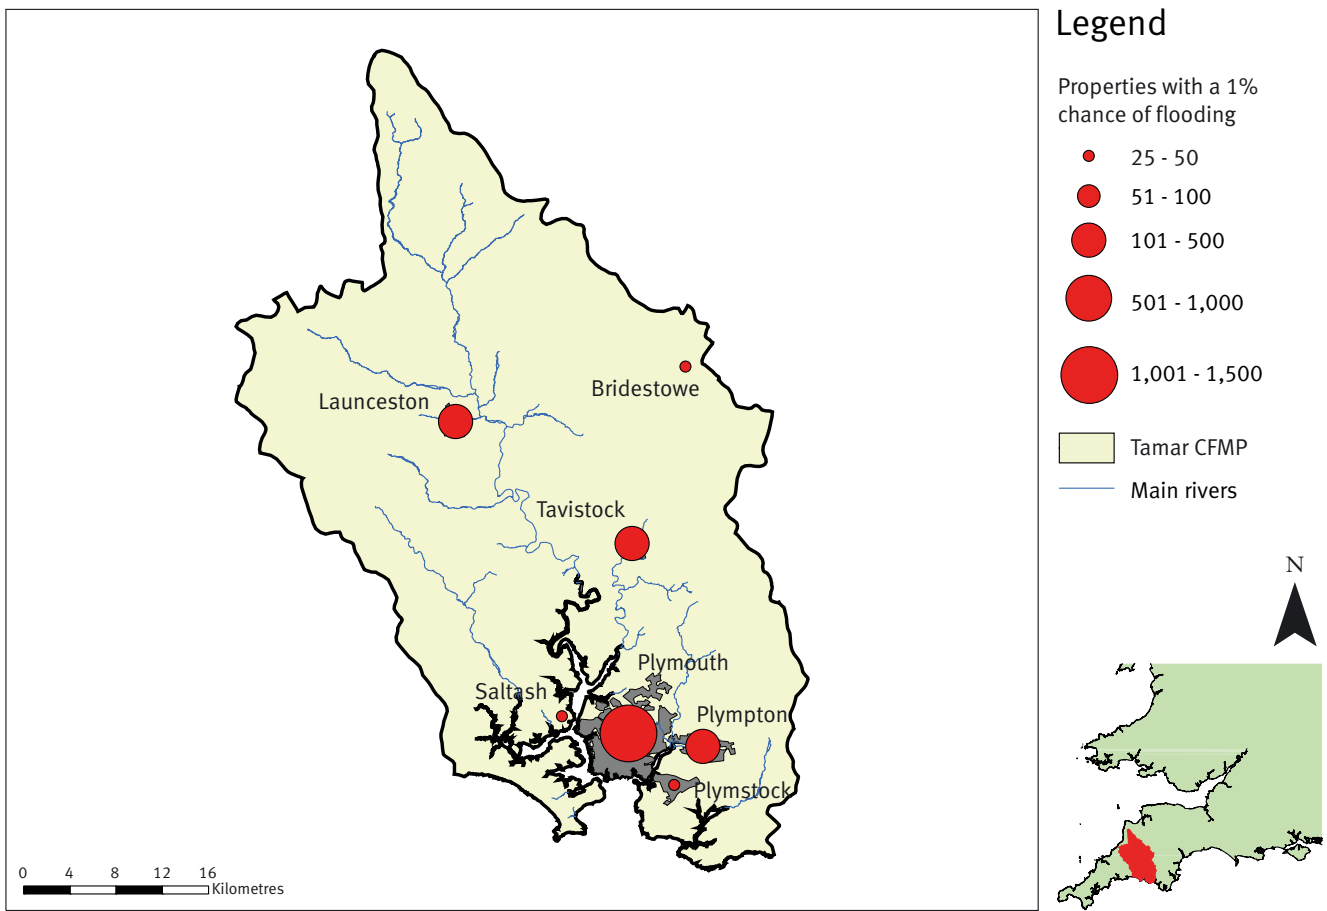 Legend
Properties with a 1%
chance of flooding
25 - 50
51 - 100
101 - 500
501 - 1,000
1,001 - 1,500
Tamar CFMP
Main rivers
N
Bridestowe
Launceston
Tavistock
Plymouth
Saltash
Plympton
Plymstock
0 4 8 12 16
Kilometres